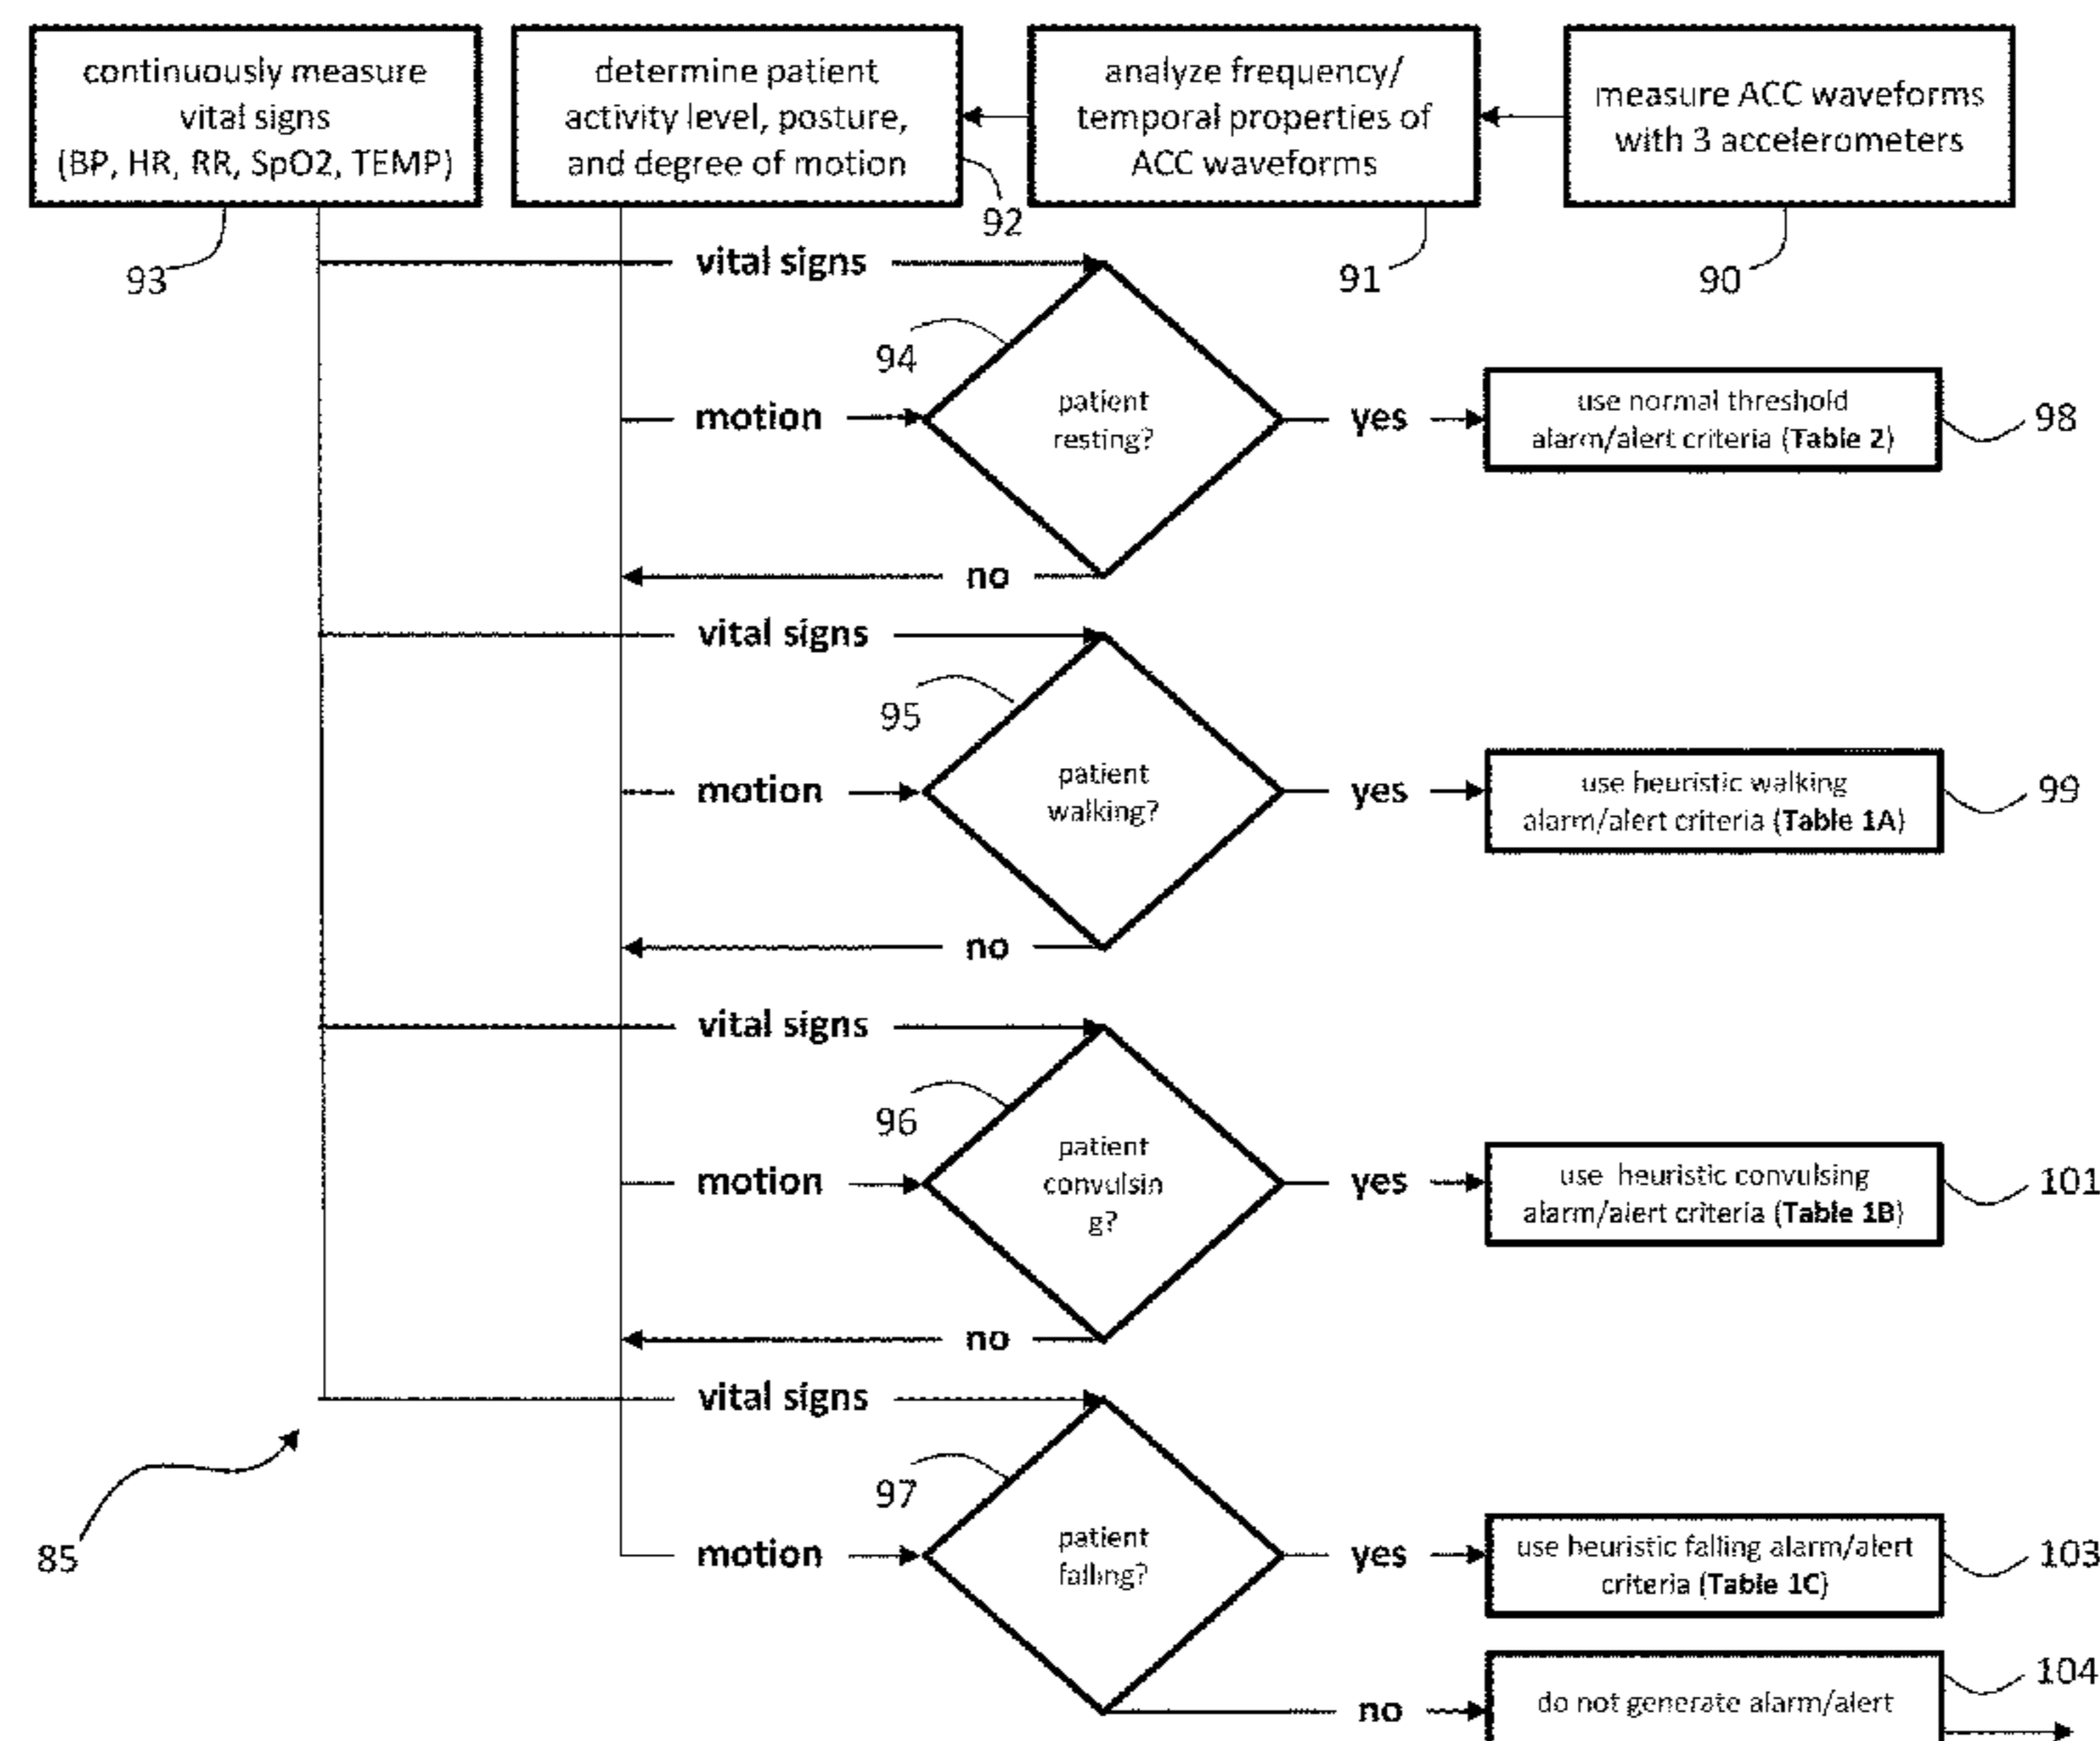 continuously measure
vital signs
(BP, HR, RR, SpO2, TEMP)
determine patient
activity level, posture,
and degree of motion
analyze frequency/
temporal properties of
ACC waveforms
measure ACC waveforms
with 3 accelerometers
93
92
91
90
vital signs
94
motion
patient
resting?
yes
use normal threshold
alarm/alert criteria (Table 2)
98
no
vital signs
95
motion
patient
walking?
yes
use heuristic walking
alarm/alert criteria (Table 1A)
99
no
vital signs
96
motion
patient
convulsin
g?
yes
use heuristic convulsing
alarm/alert criteria (Table 1B)
101
no
vital signs
97
motion
patient
falling?
yes
use heuristic falling alarm/alert
criteria (Table 1C)
103
85
no
do not generate alarm/alert
104